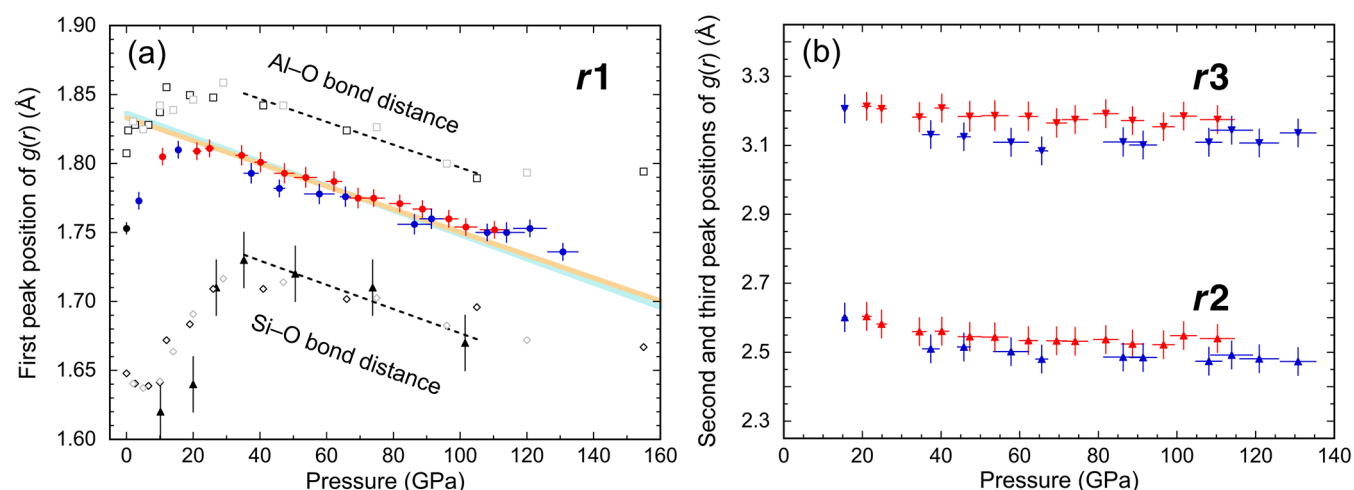 (a)
r1
Al–O bond distance
Si–O bond distance
First peak position of g(r) (Å)
1.90
1.85
1.80
1.75
1.70
1.65
1.60
0
20
40
60
80
100
120
140
160
Pressure (GPa)
(b)
r3
r2
Second and third peak positions of g(r) (Å)
3.3
3.1
2.9
2.7
2.5
2.3
0
20
40
60
80
100
120
140
Pressure (GPa)